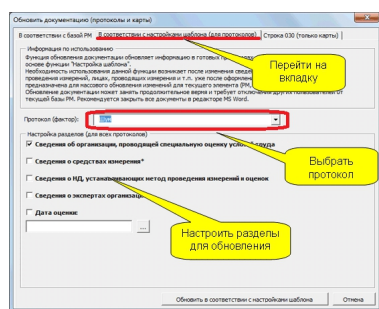 Обновить документацию (протоколы и карты)
В соответствии с базой РМ В соответствии с настройками шаблона (для протоколов) Строка 030 (только карты)
Информация по использованию
Функция обновления документации обновляет информацию в готовых
основе функции "Настройка шаблона".
Необходимость использования данной функции возникает после изменения
измерений, лицах, проводящих измерения и т.п. уже после
предназначена для массового обновления изменений для текущего элемента (РМ,
Обновление документации может занять продолжительное время и требует
текущей базы РМ. Рекомендуется закрыть все документы в редакторе MS Word.
Перейти на
вкладку
Протокол (фактор):
Настройка разделов (для всех протоколов)
Сведения об организации, проводящей специальную оценку условий труда
Сведения о средствах измерения*
Сведения о НД, устанавливающих метод проведения измерений и оценок
Сведения о экспертах
Дата оценки:
...
Выбрать
протокол
Настроить разделы
для обновления
Обновить в соответствии с настройками шаблона Отмена